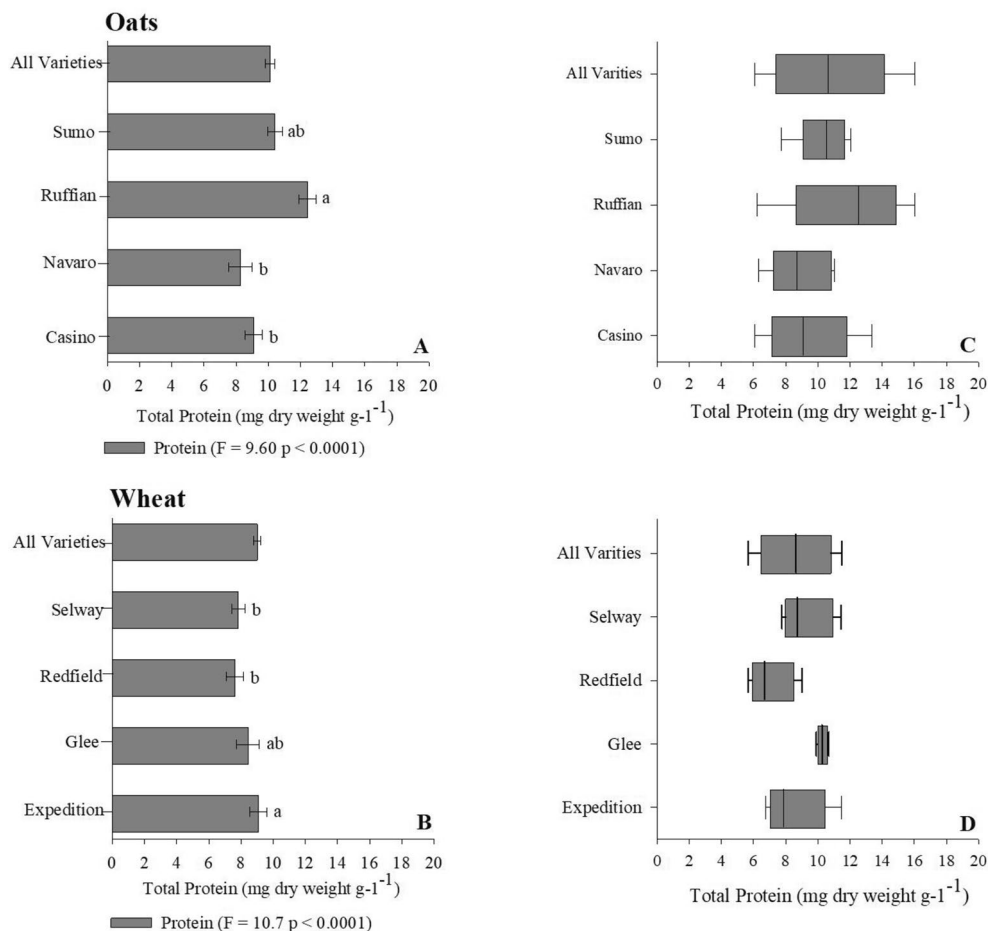 Oats
All Varieties
Sumo
ab
Ruffian
a
Navaro
b
Casino
b
A
0 2 4 6 8 10 12 14 16 18 20
Total Protein (mg dry weight g-1⁻¹)
Protein (F = 9.60 p < 0.0001)
All Varities
Sumo
Ruffian
Navaro
Casino
C
0 2 4 6 8 10 12 14 16 18 20
Total Protein (mg dry weight g-1⁻¹)
Wheat
All Varieties
Selway
b
Redfield
b
Glee
ab
Expedition
a
B
0 2 4 6 8 10 12 14 16 18 20
Total Protein (mg dry weight g-1⁻¹)
Protein (F = 10.7 p < 0.0001)
All Varities
Selway
Redfield
Glee
Expedition
D
0 2 4 6 8 10 12 14 16 18 20
Total Protein (mg dry weight g-1⁻¹)